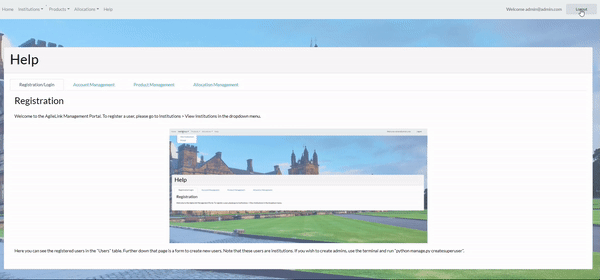 Home Institutions Products Allocations Help Welcome admin@admin.com Logout
Help
Registration/Login Account Management Product Management Allocation Management
Registration
Welcome to the AgileLink Management Portal. To register a user, please go to Institutions > View Institutions in the dropdown menu.
Help
Registration
Here you can see the registered users in the "Users" table. Further down that page is a form to create new users. Note that these users are institutions. If you wish to create admins, use the terminal and run "python manage.py createsuperuser".